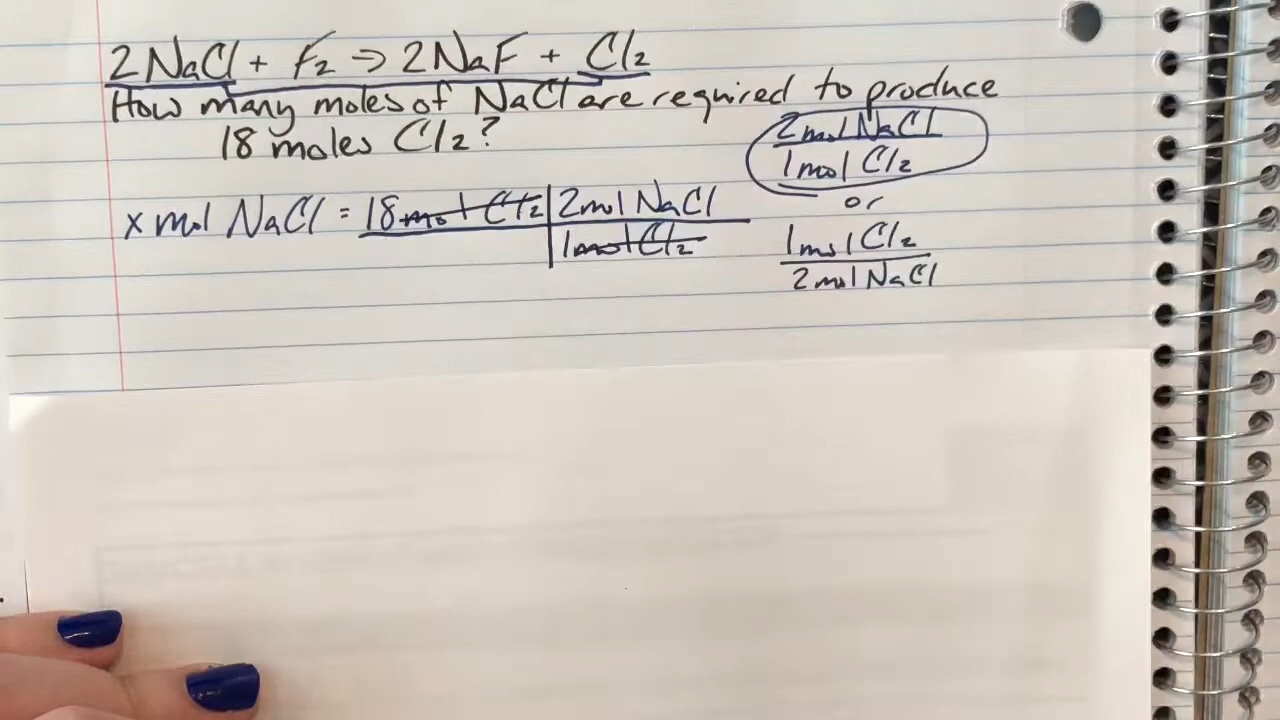 2NaCl + F2 → 2NaF + Cl2
How many moles of NaCl are required to produce
18 moles Cl2?
x mol NaCl = 18 mol Cl2 | 2mol NaCl
1mol Cl2
2mol NaCl
1mol Cl2
or
1mol Cl2
2mol NaCl